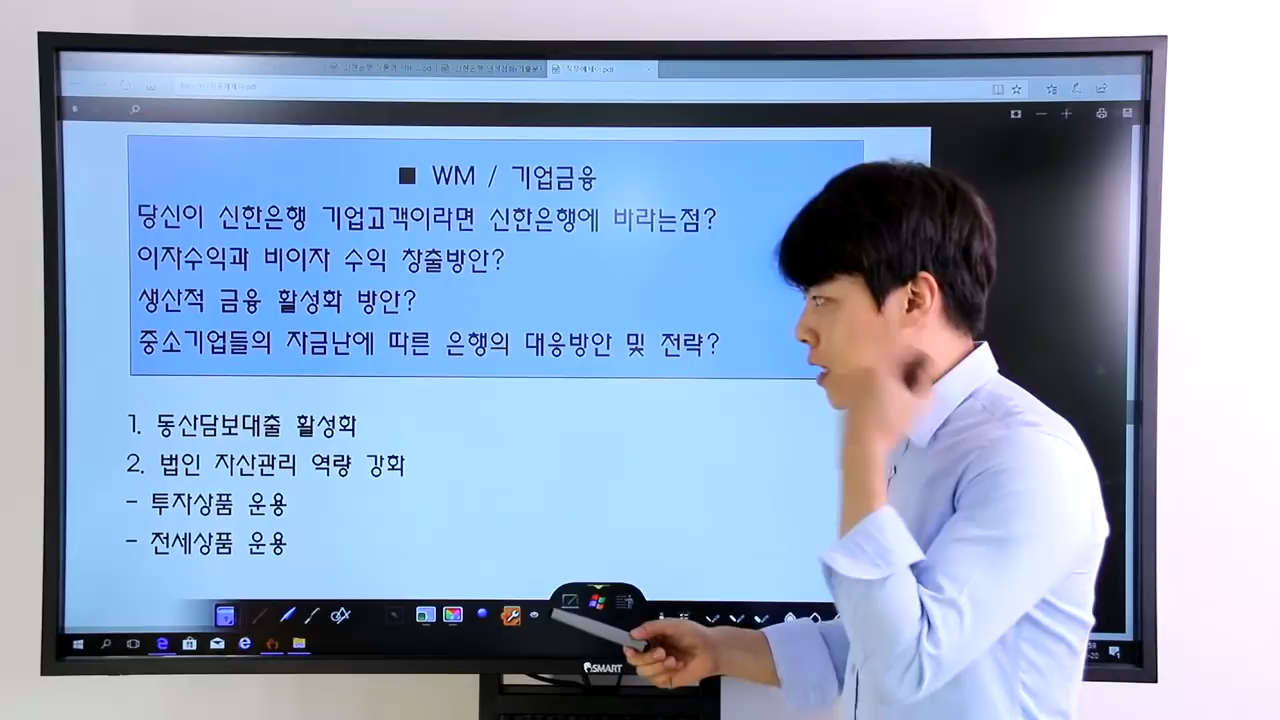 ■ WM / 기업금융
당신이 신한은행 기업고객이라면 신한은행에 바라는점?
이자수익과 비이자 수익 창출방안?
생산적 금융 활성화 방안?
중소기업들의 자금난에 따른 은행의 대응방안 및 전략?
1. 동산담보대출 활성화
2. 법인 자산관리 역량 강화
- 투자상품 운용
- 전세상품 운용
SMART